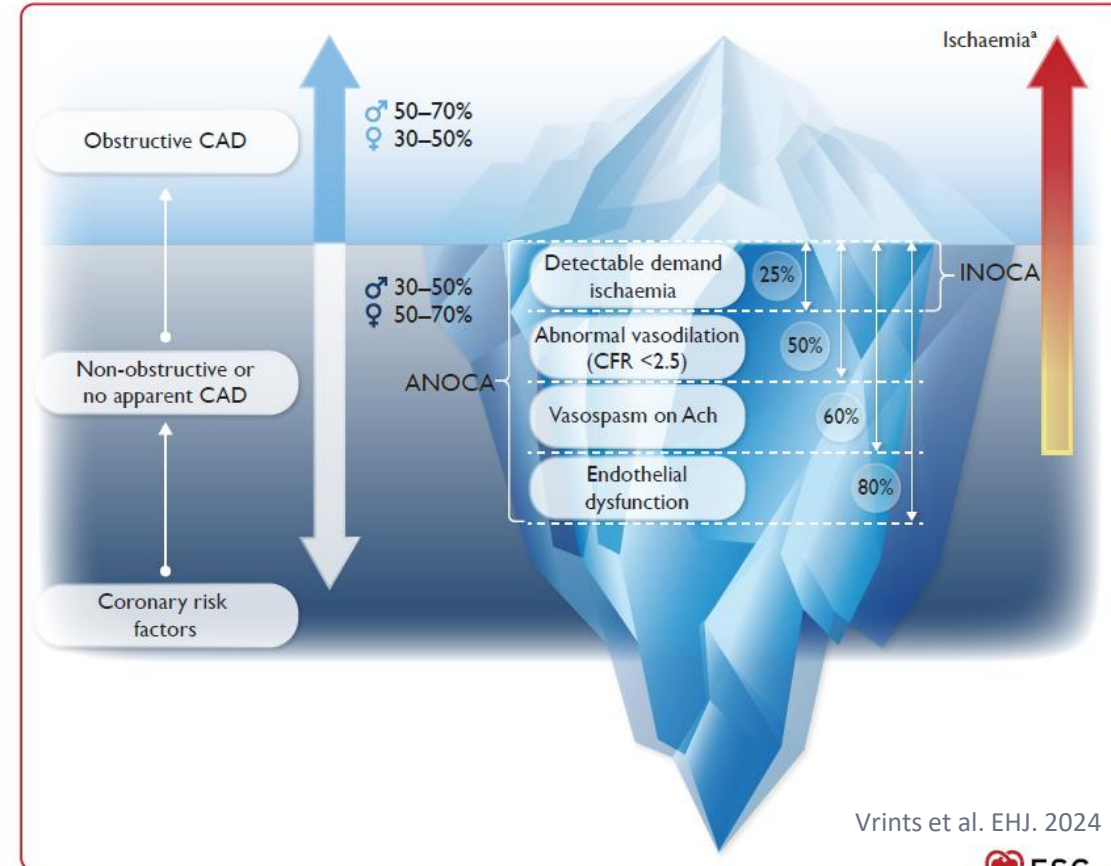 Ischaemiaª
Obstructive CAD
♂ 50–70%
♀ 30–50%
♂ 30–50%
♀ 50–70%
Non-obstructive or
no apparent CAD
Coronary risk
factors
ANOCA
Detectable demand
ischaemia
25%
INOCA
Abnormal vasodilation
(CFR <2.5)
50%
Vasospasm on Ach
60%
Endothelial
dysfunction
80%
Vrints et al. EHJ. 2024
ESC